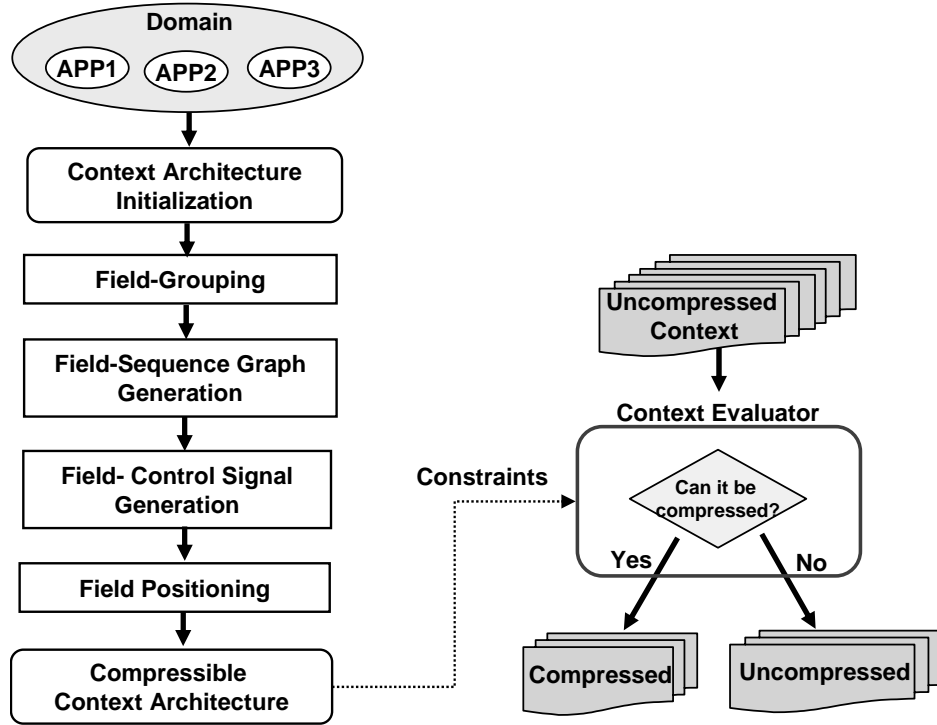 Domain
APP1
APP2
APP3
Context Architecture
Initialization
Field-Grouping
Field-Sequence Graph
Generation
Field- Control Signal
Generation
Field Positioning
Compressible
Context Architecture
Constraints
Uncompressed
Context
Context Evaluator
Can it be
compressed?
Yes
No
Compressed
Uncompressed